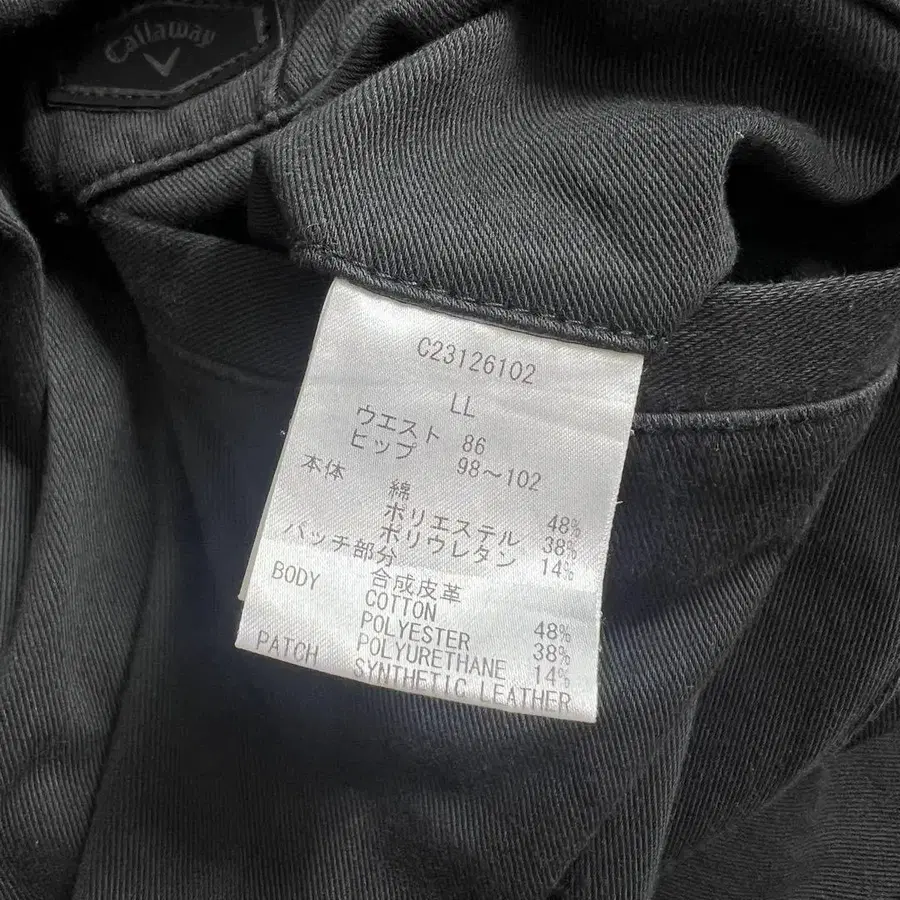 Callaway
C23126102
LL
ウエスト 86
ヒップ 98~102
本体 綿 48%
ポリエステル 38%
ポリウレタン 14%
パッチ部分 合成皮革
BODY COTTON 48%
POLYESTER 38%
POLYURETHANE 14%
PATCH SYNTHETIC LEATHER